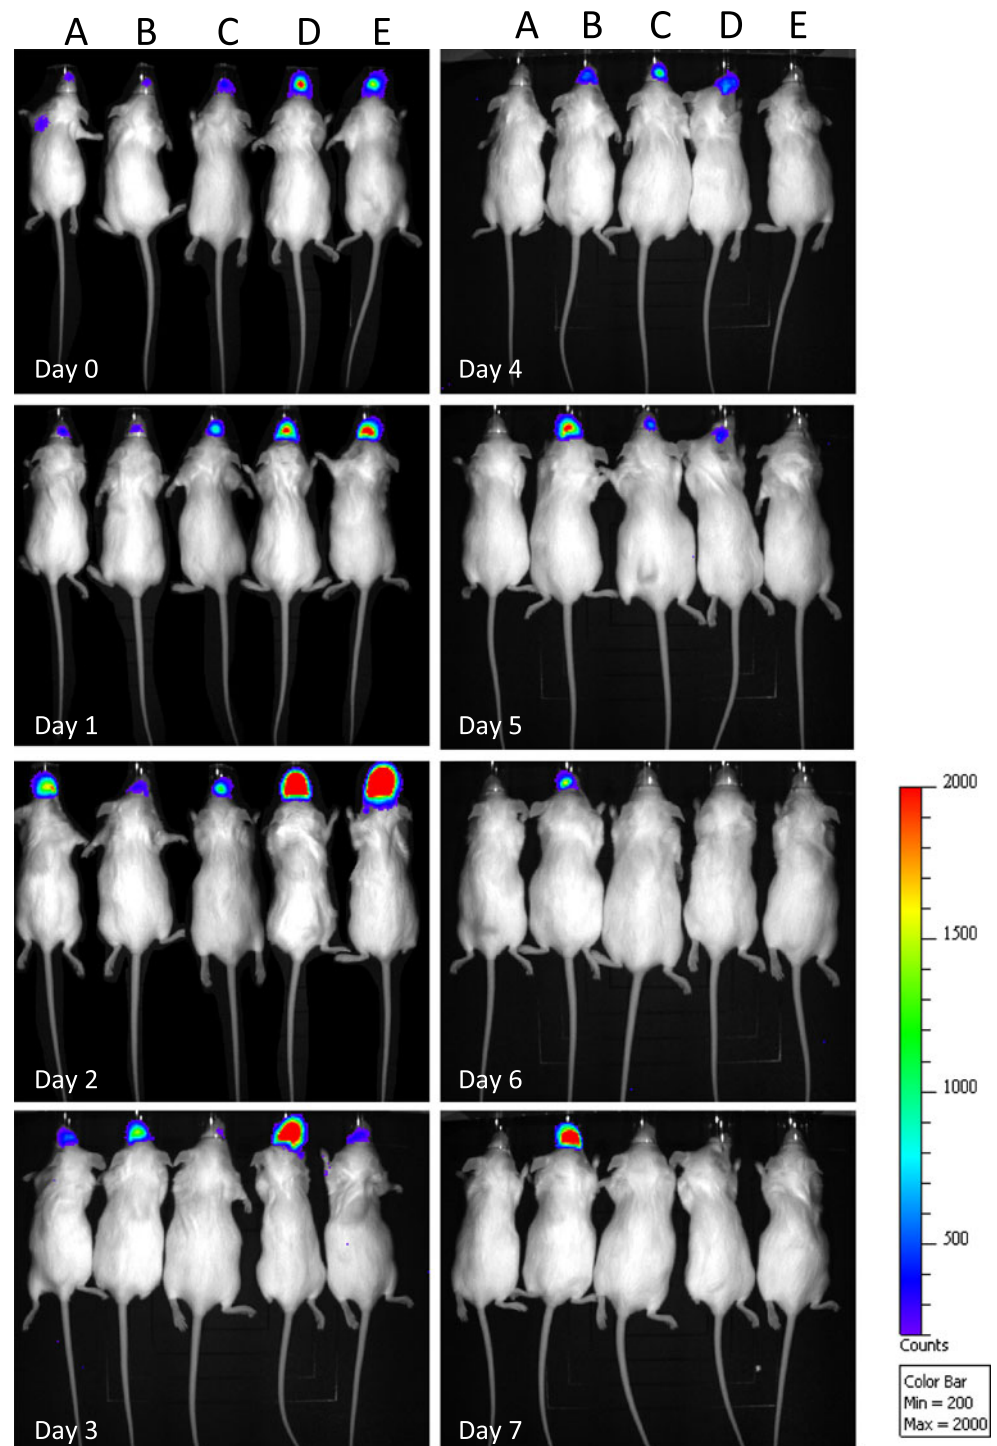 A B C D E
A B C D E
Day 0
Day 4
Day 1
Day 5
Day 2
Day 6
Day 3
Day 7
2000
1500
1000
500
Counts
Color Bar
Min = 200
Max = 2000